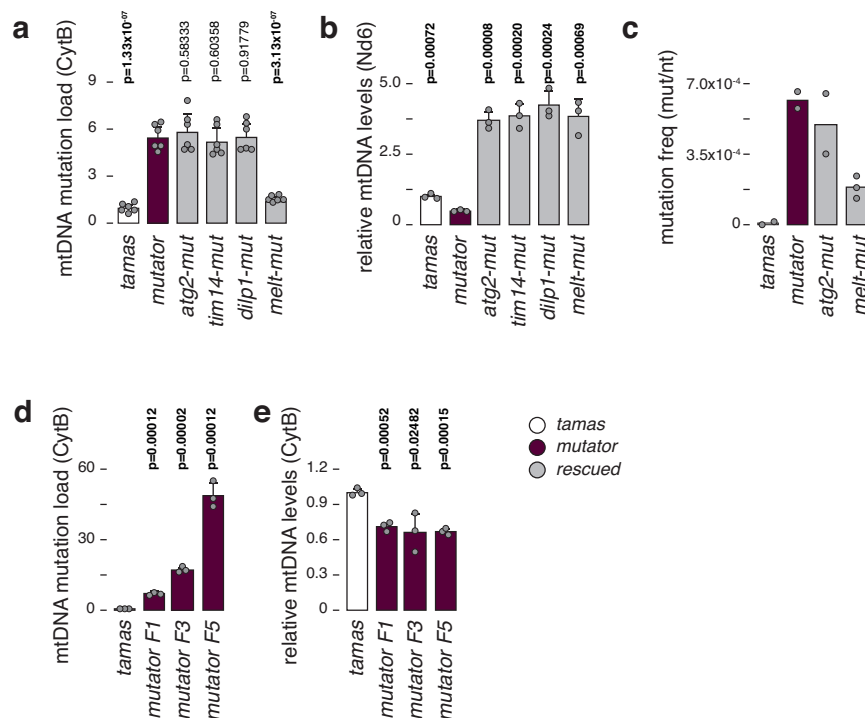 a
mtDNA mutation load (CytB)
9
6
3
0
p=1.33x10-07
p=0.58333
p=0.60358
p=0.91779
p=3.13x10-07
tamas
mutator
atg2-mut
tim14-mut
dilp1-mut
melt-mut
b
relative mtDNA levels (Nd6)
5.0
2.5
0
p=0.00072
p=0.00008
p=0.00020
p=0.00024
p=0.00069
tamas
mutator
atg2-mut
tim14-mut
dilp1-mut
melt-mut
c
mutation freq (mut/nt)
7.0x10-4
3.5x10-4
0
tamas
mutator
atg2-mut
melt-mut
d
mtDNA mutation load (CytB)
60
30
0
p=0.00012
p=0.00002
p=0.00012
tamas
mutator F1
mutator F3
mutator F5
e
relative mtDNA levels (CytB)
1.2
0.9
0.6
0.3
0
p=0.00052
p=0.02482
p=0.00015
tamas
mutator F1
mutator F3
mutator F5
tamas
mutator
rescued